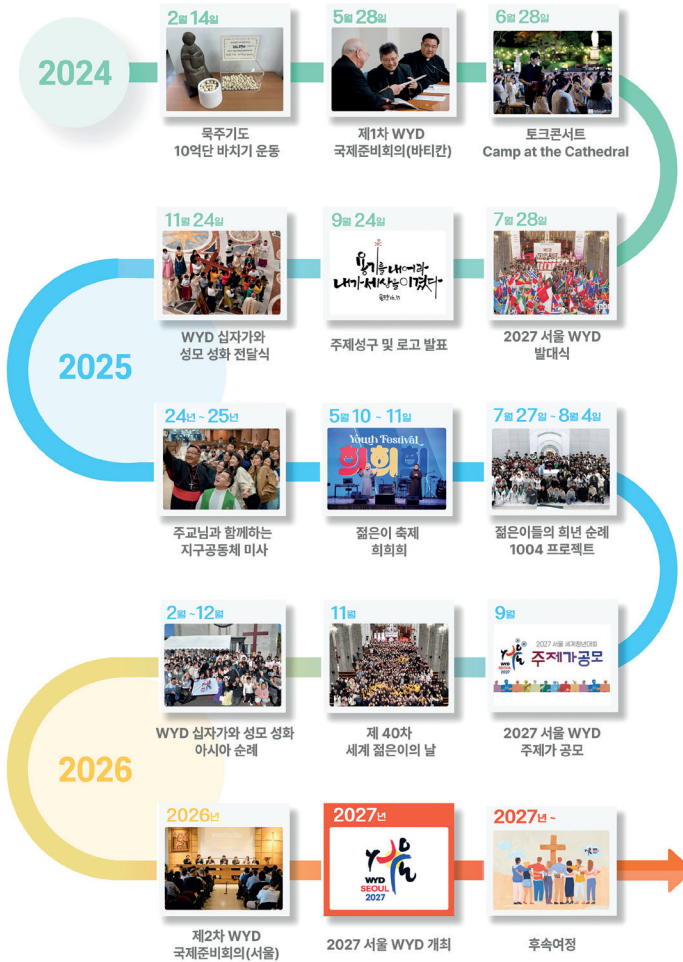 2024
2월 14일
묵주기도
10억단 바치기 운동
5월 28일
제1차 WYD
국제준비회의(바티칸)
6월 28일
토크콘서트
Camp at the Cathedral
7월 28일
2027 서울 WYD
발대식
9월 24일
용기를 내어라
내가 세상을 이겼다
주제성구 및 로고 발표
11월 24일
WYD 십자가와
성모 성화 전달식
2025
24년 ~ 25년
주교님과 함께하는
지구공동체 미사
5월 10 ~ 11일
Youth Festival
희희희
젊은이 축제
희희희
7월 27일 ~ 8월 4일
젊은이들의 희년 순례
1004 프로젝트
9월
2027 서울 세계청년대회
주제가공모
WYD
SEOUL
2027
2027 서울 WYD
주제가 공모
11월
제 40차
세계 젊은이의 날
2월 ~12월
WYD 십자가와 성모 성화
아시아 순례
2026
2026년
제2차 WYD
국제준비회의(서울)
2027년
서울
WYD
SEOUL
2027
2027 서울 WYD 개최
2027년 ~
후속여정